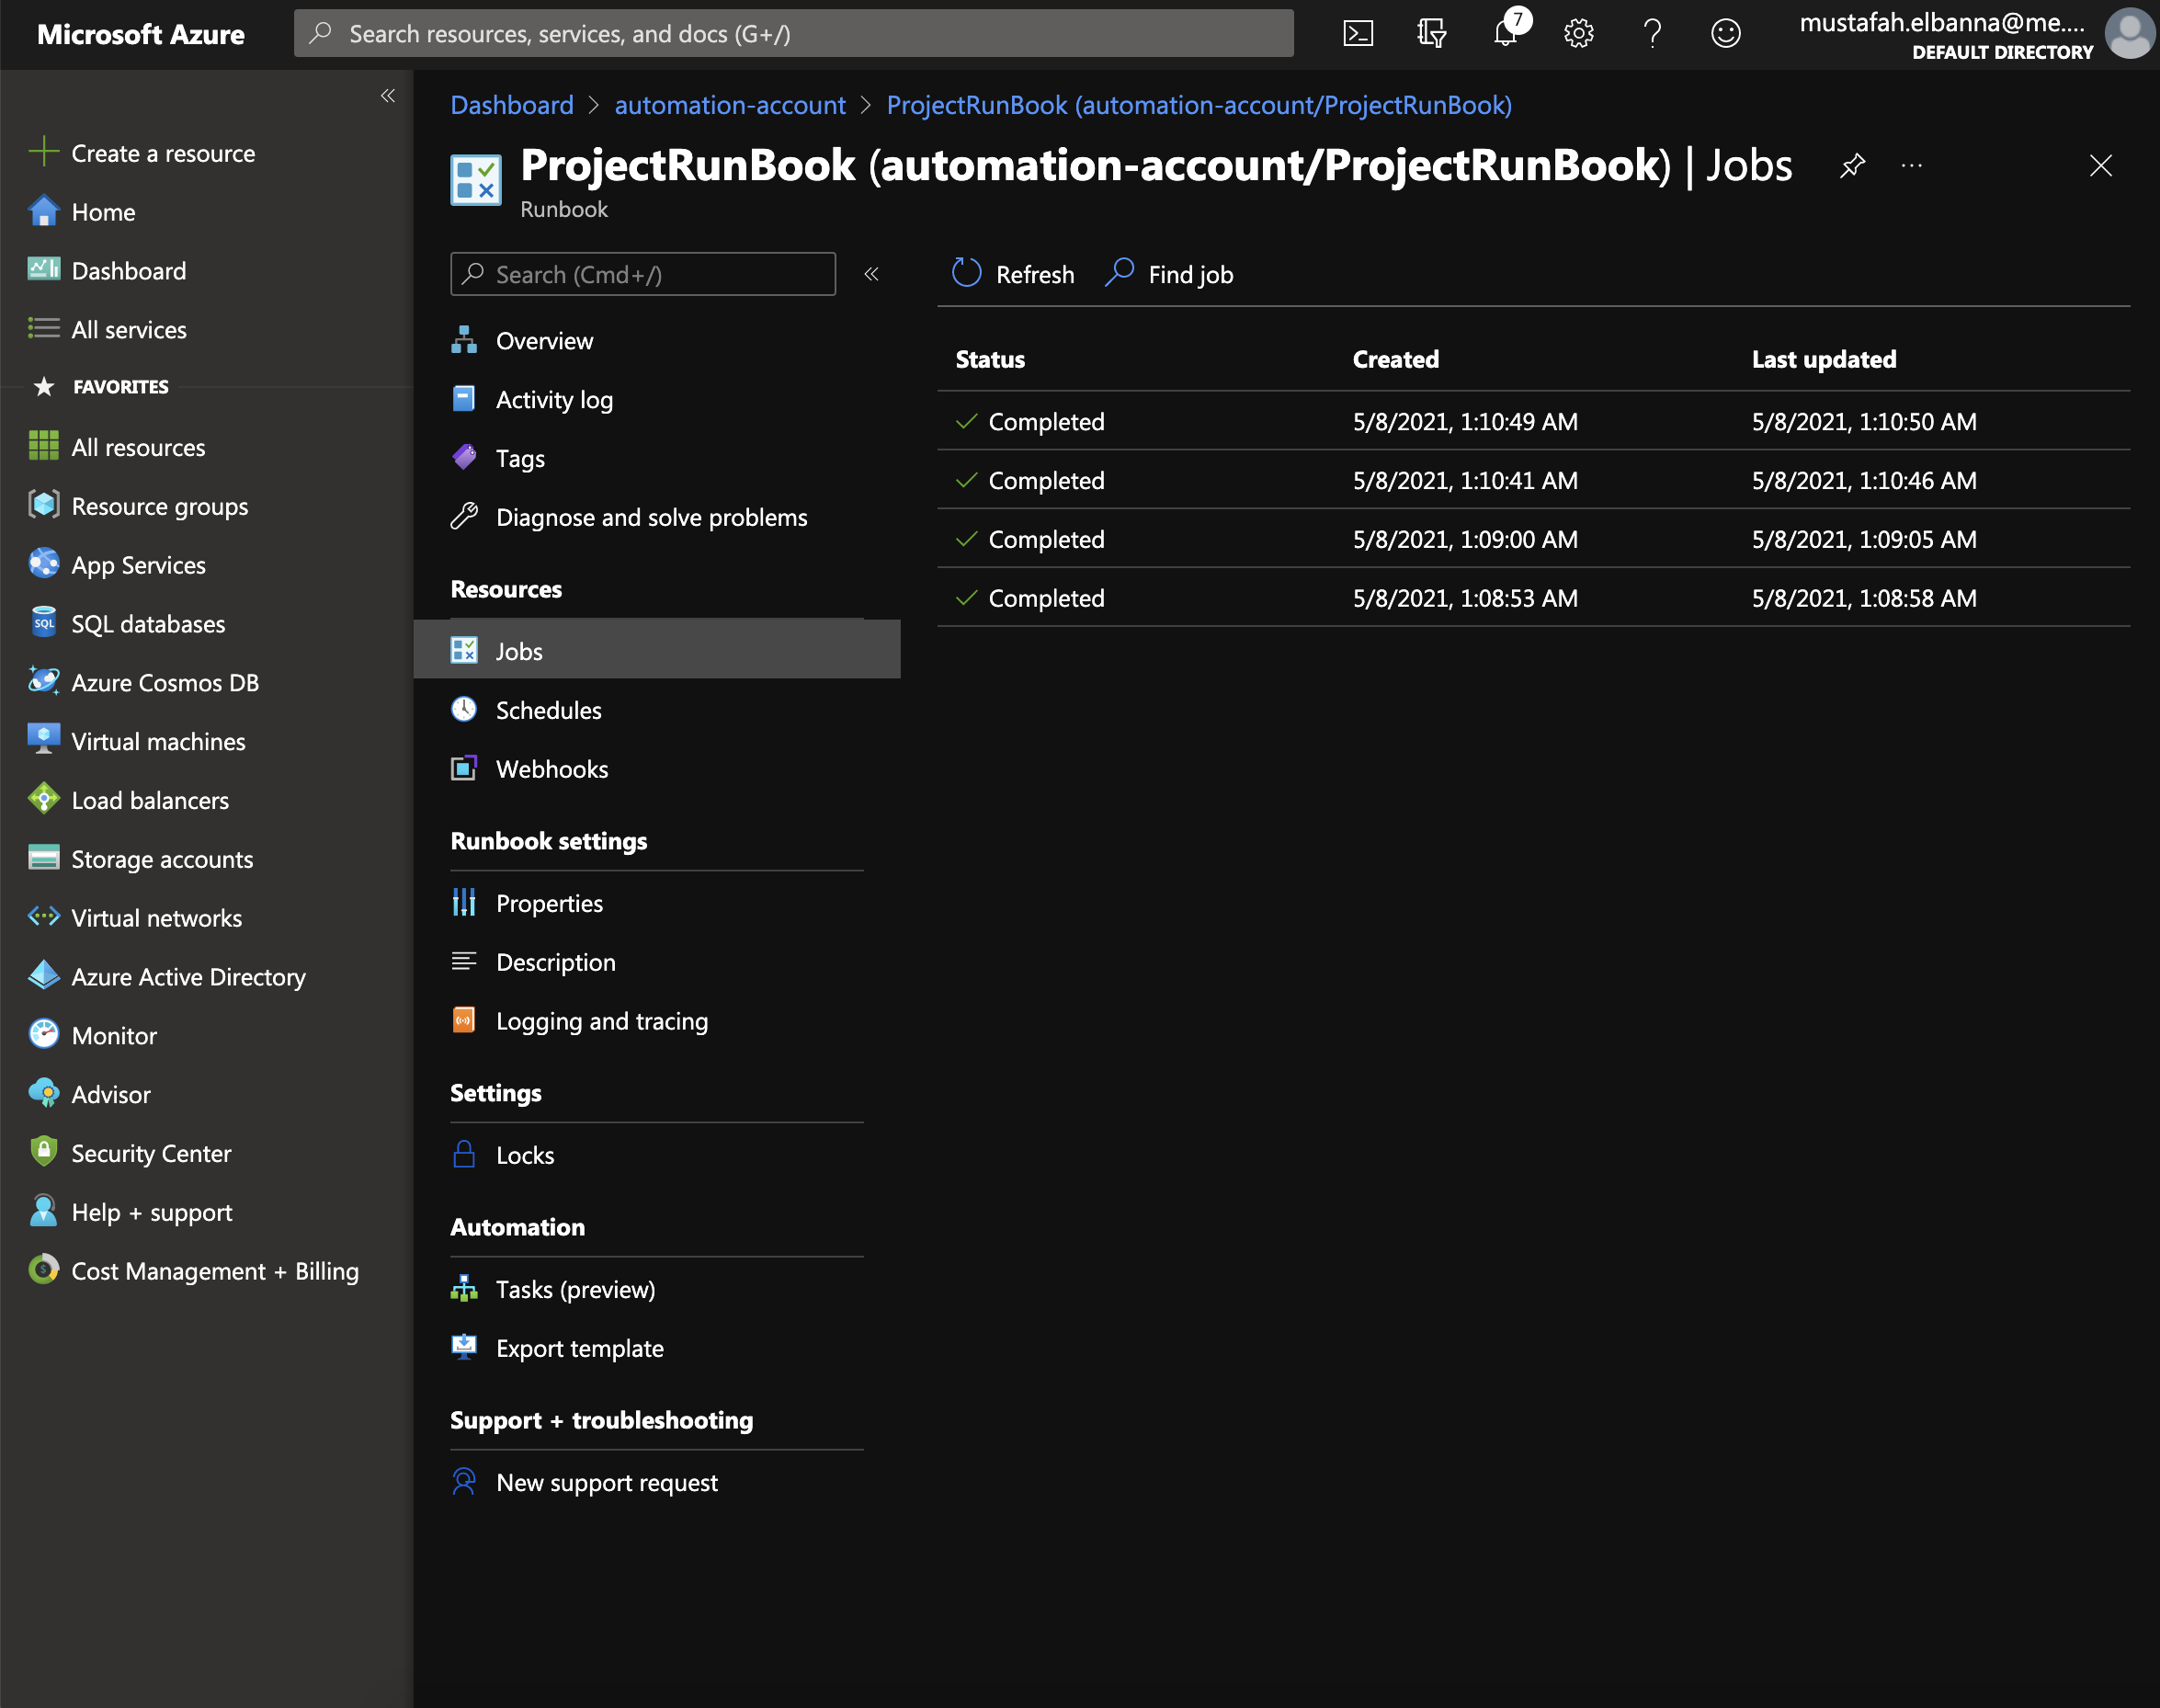 Microsoft Azure
Search resources, services, and docs (G+/)
7
mustafah.elbanna@me....
DEFAULT DIRECTORY
Create a resource
Home
Dashboard
All services
FAVORITES
All resources
Resource groups
App Services
SQL
SQL databases
Azure Cosmos DB
Virtual machines
Load balancers
Storage accounts
Virtual networks
Azure Active Directory
Monitor
Advisor
Security Center
Help + support
Cost Management + Billing
Dashboard > automation-account > ProjectRunBook (automation-account/ProjectRunBook)
ProjectRunBook (automation-account/ProjectRunBook) | Jobs
Runbook
Search (Cmd+/)
Overview
Activity log
Tags
Diagnose and solve problems
Resources
Jobs
Schedules
Webhooks
Runbook settings
Properties
Description
Logging and tracing
Settings
Locks
Automation
Tasks (preview)
Export template
Support + troubleshooting
New support request
Refresh Find job
Status Created Last updated
Completed 5/8/2021, 1:10:49 AM 5/8/2021, 1:10:50 AM
Completed 5/8/2021, 1:10:41 AM 5/8/2021, 1:10:46 AM
Completed 5/8/2021, 1:09:00 AM 5/8/2021, 1:09:05 AM
Completed 5/8/2021, 1:08:53 AM 5/8/2021, 1:08:58 AM